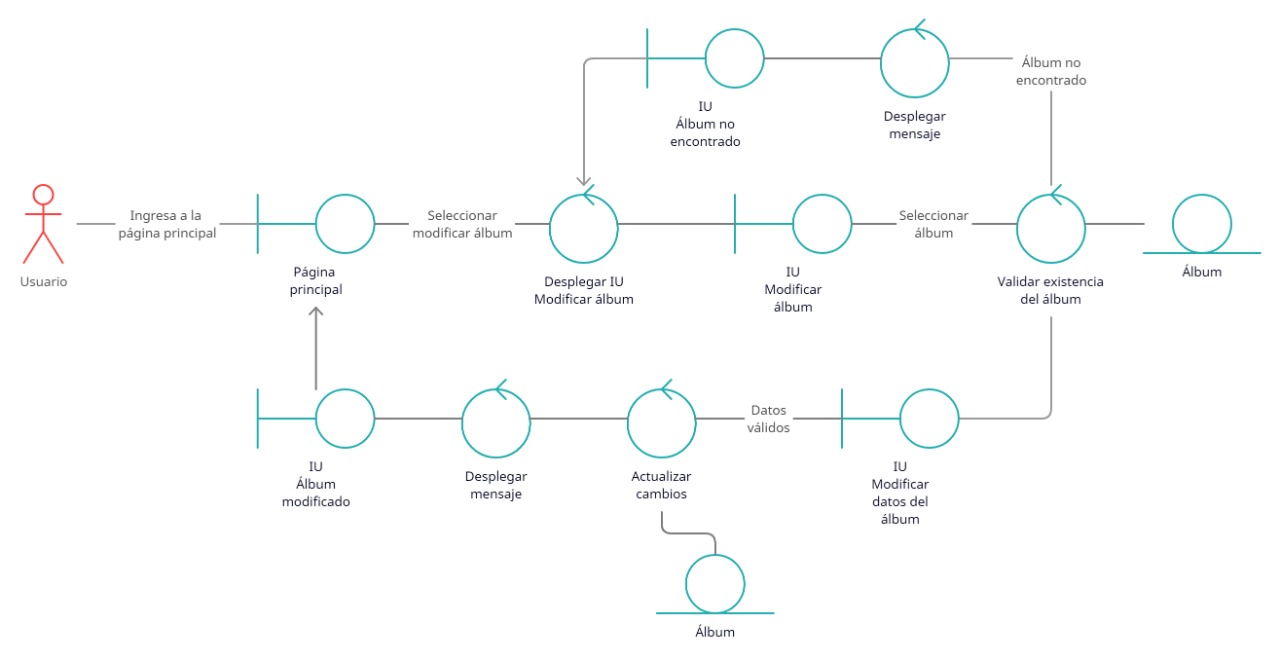 Álbum no
encontrado
IU
Álbum no
encontrado
Desplegar
mensaje
Ingresa a la
página principal
Seleccionar
modificar álbum
Seleccionar
álbum
Usuario
Página
principal
Desplegar IU
Modificar álbum
IU
Modificar
álbum
Validar existencia
del álbum
Álbum
Datos
válidos
IU
Álbum
modificado
Desplegar
mensaje
Actualizar
cambios
IU
Modificar
datos del
álbum
Álbum